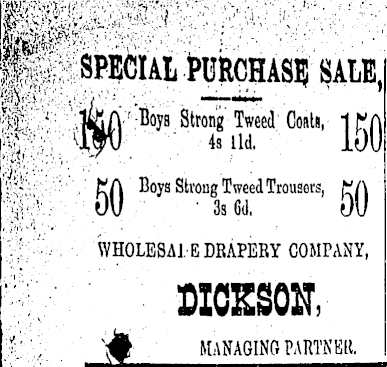 SPECIAL PURCHASE SALE,
150 Boys Strong Tweed Coats, 150
4s 11d.
50 Boys Strong Tweed Trousers, 50
3s 6d.
WHOLESALE DRAPERY COMPANY,
DICKSON,
MANAGING PARTNER.